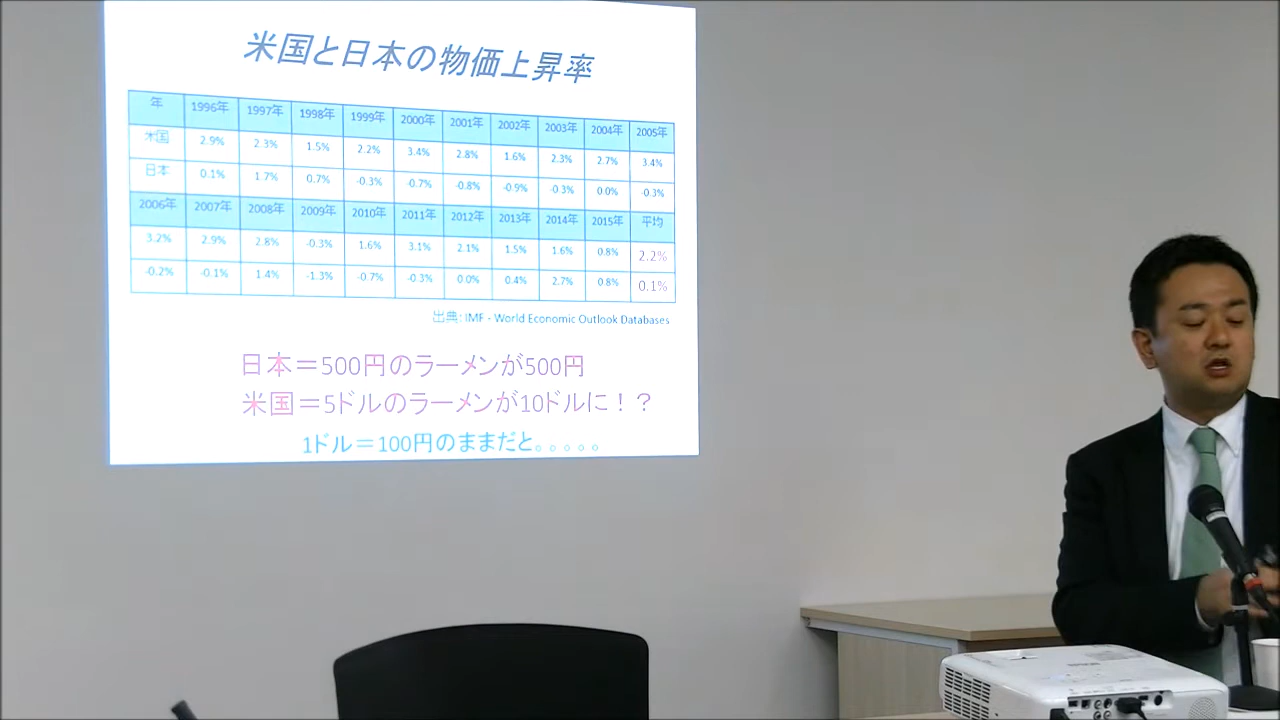 米国と日本の物価上昇率
年 1996年 1997年 1998年 1999年 2000年 2001年 2002年 2003年 2004年 2005年
米国 2.9% 2.3% 1.5% 2.2% 3.4% 2.8% 1.6% 2.3% 2.7% 3.4%
日本 0.1% 1.7% 0.7% -0.3% -0.7% -0.8% -0.9% -0.3% 0.0% -0.3%
2006年 2007年 2008年 2009年 2010年 2011年 2012年 2013年 2014年 2015年 平均
3.2% 2.9% 2.8% -0.3% 1.6% 3.1% 2.1% 1.5% 1.6% 0.8% 2.2%
-0.2% -0.1% 1.4% -1.3% -0.7% -0.3% 0.0% 0.4% 2.7% 0.8% 0.1%
出典: IMF - World Economic Outlook Databases
日本＝500円のラーメンが500円
米国＝5ドルのラーメンが10ドルに！？
1ドル＝100円のままだと。。。。。
EPSON